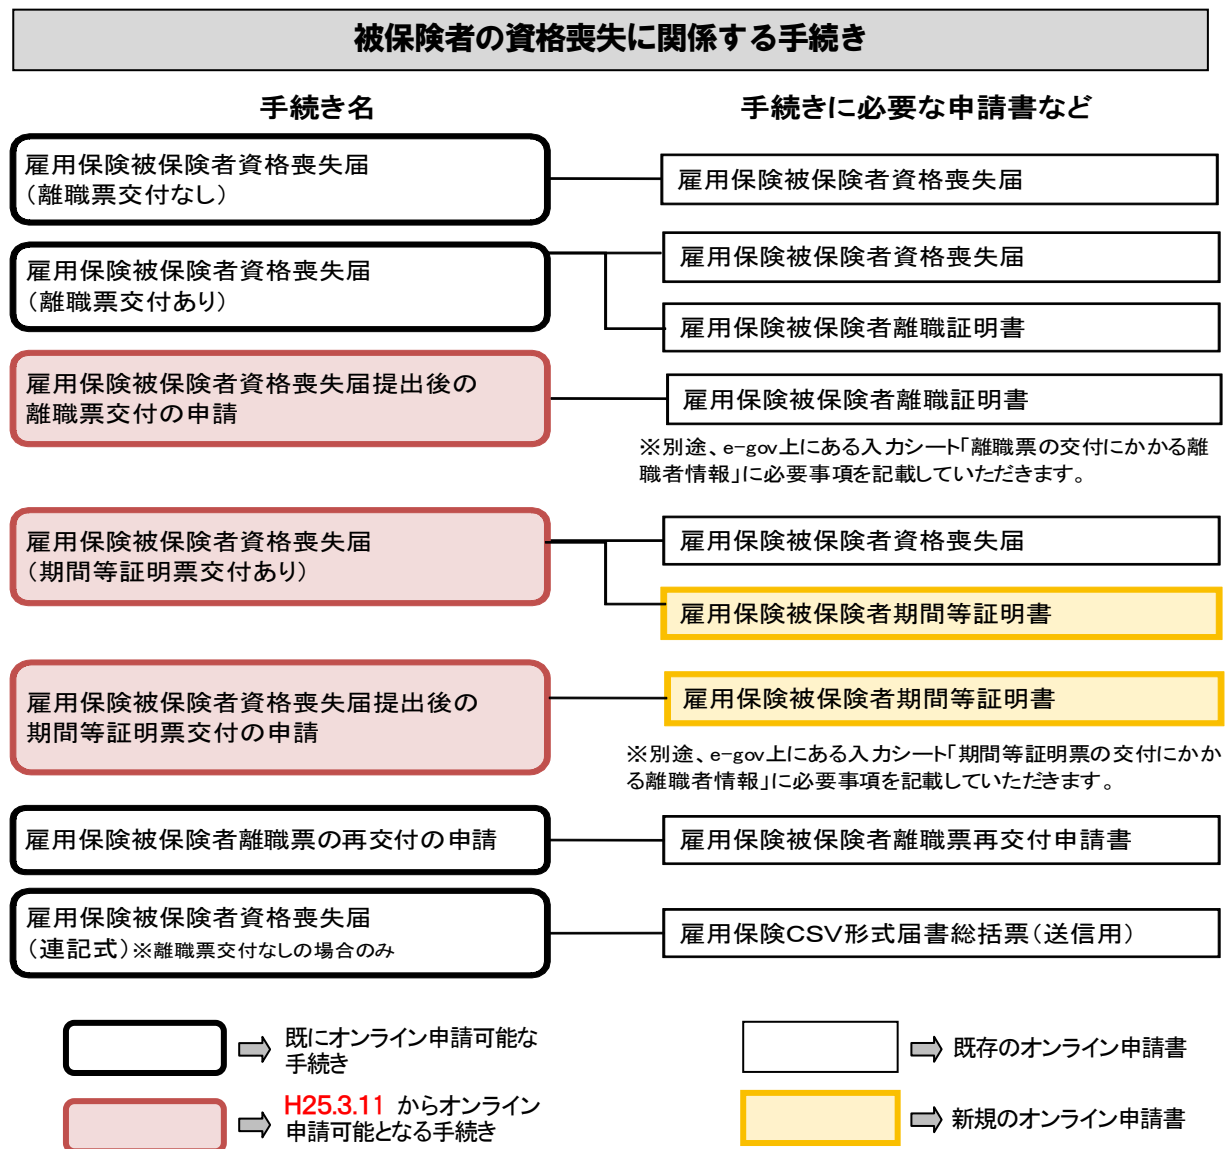 被保険者の資格喪失に関係する手続き
手続き名
手続きに必要な申請書など
雇用保険被保険者資格喪失届
（離職票交付なし）
雇用保険被保険者資格喪失届
雇用保険被保険者資格喪失届
（離職票交付あり）
雇用保険被保険者資格喪失届
雇用保険被保険者離職証明書
雇用保険被保険者資格喪失届提出後の
離職票交付の申請
雇用保険被保険者離職証明書
※別途、e-gov上にある入力シート「離職票の交付にかかる離
職者情報」に必要事項を記載していただきます。
雇用保険被保険者資格喪失届
（期間等証明票交付あり）
雇用保険被保険者資格喪失届
雇用保険被保険者期間等証明書
雇用保険被保険者資格喪失届提出後の
期間等証明票交付の申請
雇用保険被保険者期間等証明書
※別途、e-gov上にある入力シート「期間等証明票の交付にかか
る離職者情報」に必要事項を記載していただきます。
雇用保険被保険者離職票の再交付の申請
雇用保険被保険者離職票再交付申請書
雇用保険被保険者資格喪失届
（連記式）※離職票交付なしの場合のみ
雇用保険CSV形式届書総括票（送信用）
既にオンライン申請可能な
手続き
既存のオンライン申請書
H25.3.11 からオンライン
申請可能となる手続き
新規のオンライン申請書